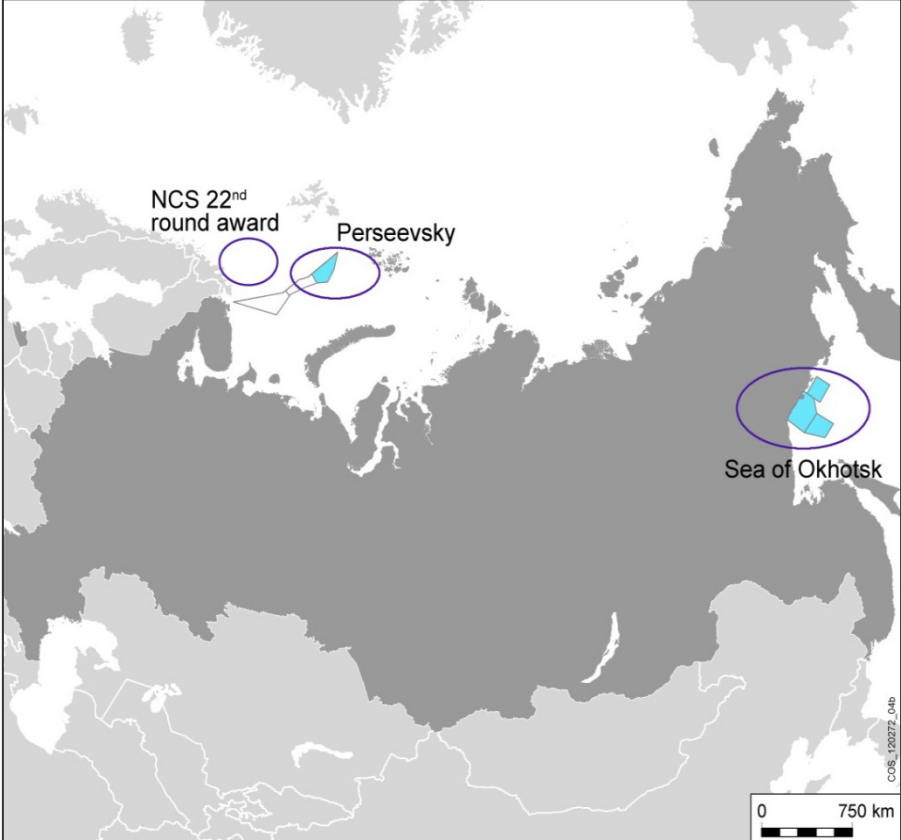 NCS 22nd
round award
Perseevsky
Sea of Okhotsk
COS_120272_04b
0 750 km